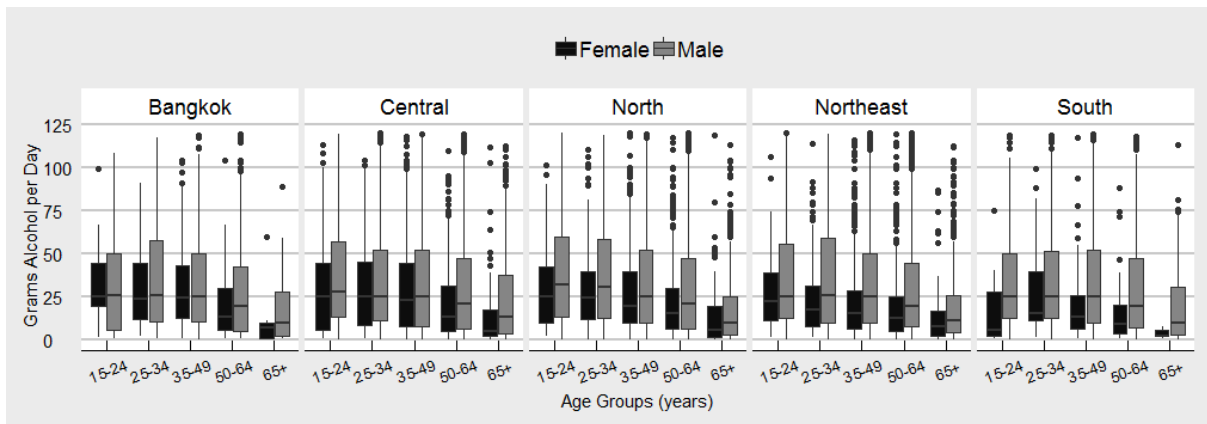 Female Male
Bangkok Central North Northeast South
Grams Alcohol per Day
125
100
75
50
25
0
15-24 25-34 35-49 50-64 65+ 15-24 25-34 35-49 50-64 65+ 15-24 25-34 35-49 50-64 65+ 15-24 25-34 35-49 50-64 65+ 15-24 25-34 35-49 50-64 65+
Age Groups (years)